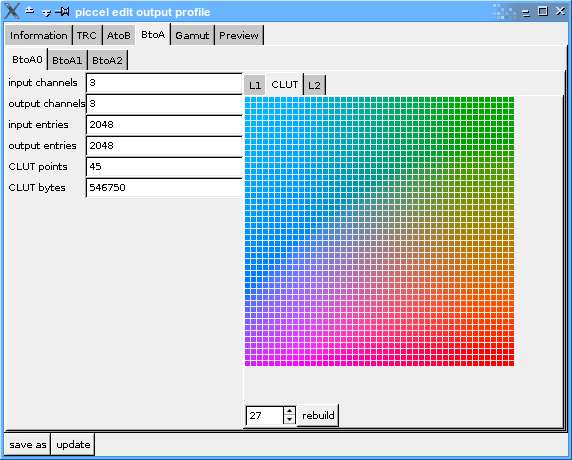 piccel edit output profile
Information TRC AtoB BtoA Gamut Preview
BtoA0 BtoA1 BtoA2
input channels 3
output channels 3
input entries 2048
output entries 2048
CLUT points 45
CLUT bytes 546750
L1 CLUT L2
27 rebuild
save as update